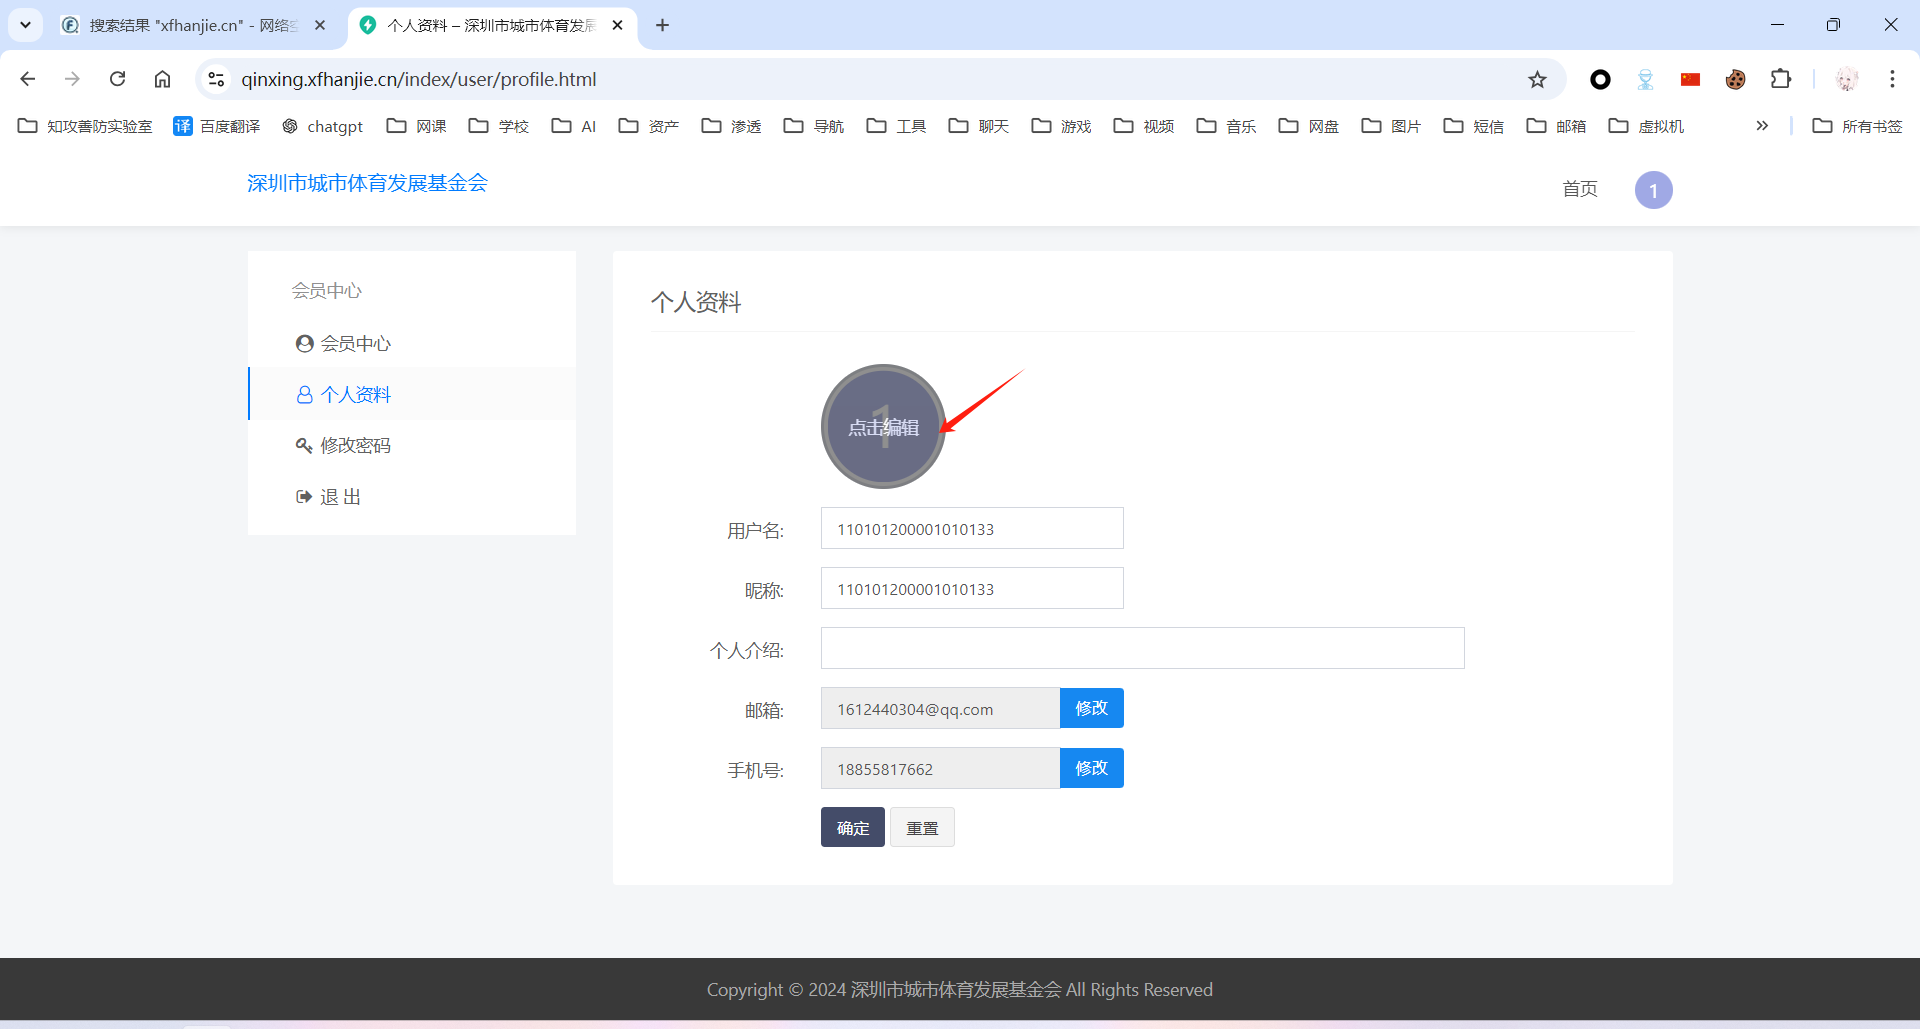 搜索结果 "xfhanjie.cn" - 网络空
个人资料 – 深圳市城市体育发展
qinxing.xfhanjie.cn/index/user/profile.html
知攻善防实验室 译 百度翻译 chatgpt 网课 学校 AI 资产 渗透 导航 工具 聊天 游戏 视频 音乐 网盘 图片 短信 邮箱 虚拟机 » 所有书签
深圳市城市体育发展基金会
首页 1
会员中心
会员中心
个人资料
修改密码
退 出
个人资料
1
点击编辑
用户名: 110101200001010133
昵称: 110101200001010133
个人介绍:
邮箱: 1612440304@qq.com 修改
手机号: 18855817662 修改
确定 重置
Copyright © 2024 深圳市城市体育发展基金会 All Rights Reserved